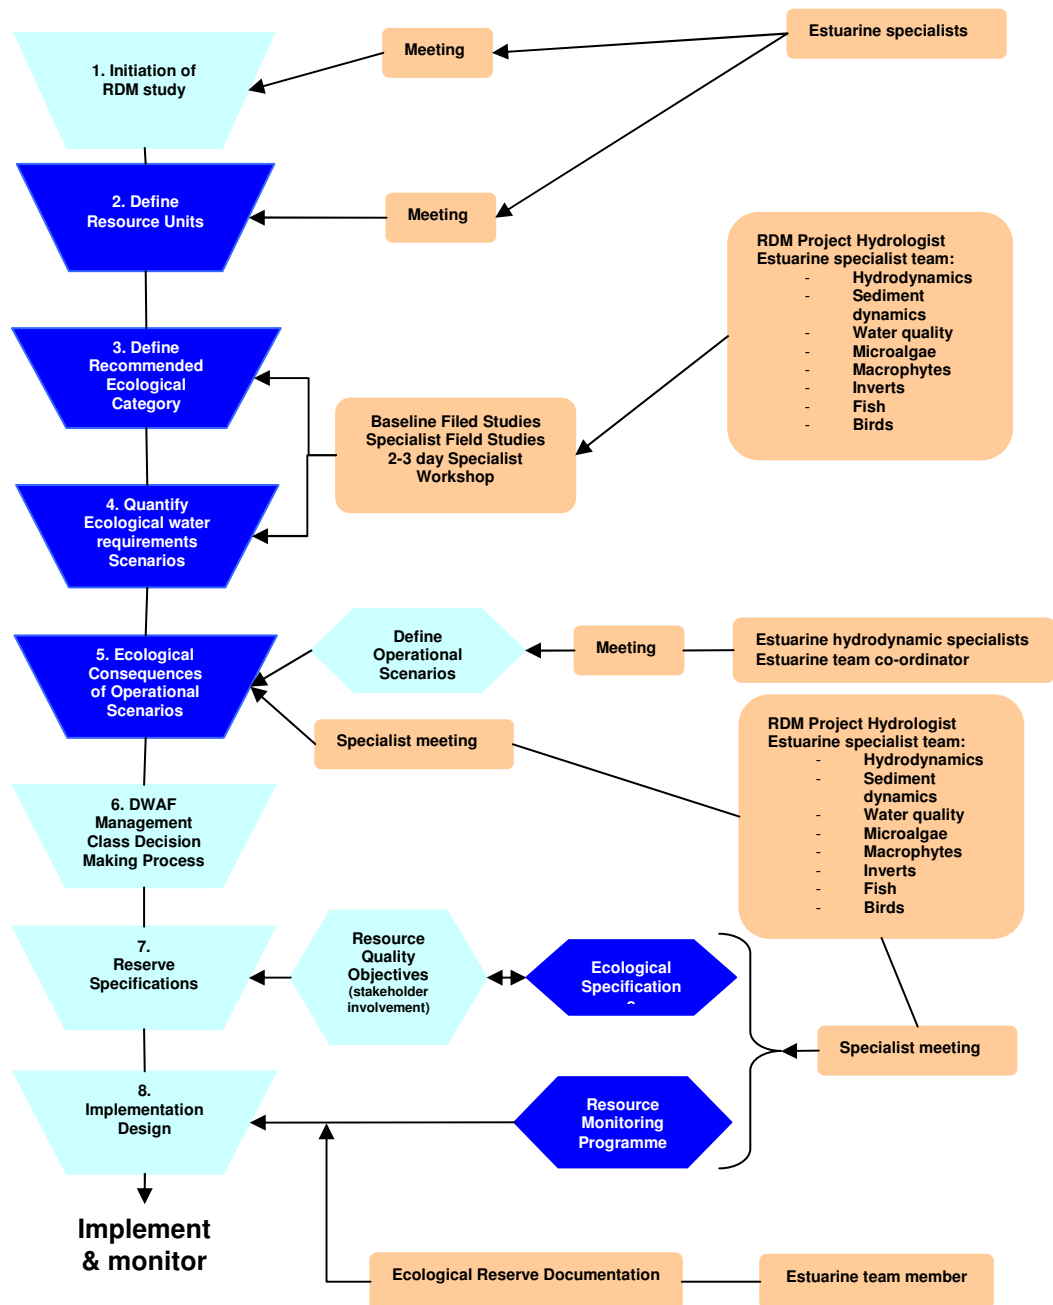 Estuarine specialists
Meeting
1. Initiation of
RDM study
2. Define
Resource Units
Meeting
RDM Project Hydrologist
Estuarine specialist team:
- Hydrodynamics
- Sediment
dynamics
- Water quality
- Microalgae
- Macrophytes
- Inverts
- Fish
- Birds
3. Define
Recommended
Ecological
Category
Baseline Filed Studies
Specialist Field Studies
2-3 day Specialist
Workshop
4. Quantify
Ecological water
requirements
Scenarios
5. Ecological
Consequences
of Operational
Scenarios
Define
Operational
Scenarios
Meeting
Estuarine hydrodynamic specialists
Estuarine team co-ordinator
Specialist meeting
RDM Project Hydrologist
Estuarine specialist team:
- Hydrodynamics
- Sediment
dynamics
- Water quality
- Microalgae
- Macrophytes
- Inverts
- Fish
- Birds
6. DWAF
Management
Class Decision
Making Process
7.
Reserve
Specifications
Resource
Quality
Objectives
(stakeholder
involvement)
Ecological
Specification
Specialist meeting
8.
Implementation
Design
Resource
Monitoring
Programme
Implement
& monitor
Ecological Reserve Documentation
Estuarine team member